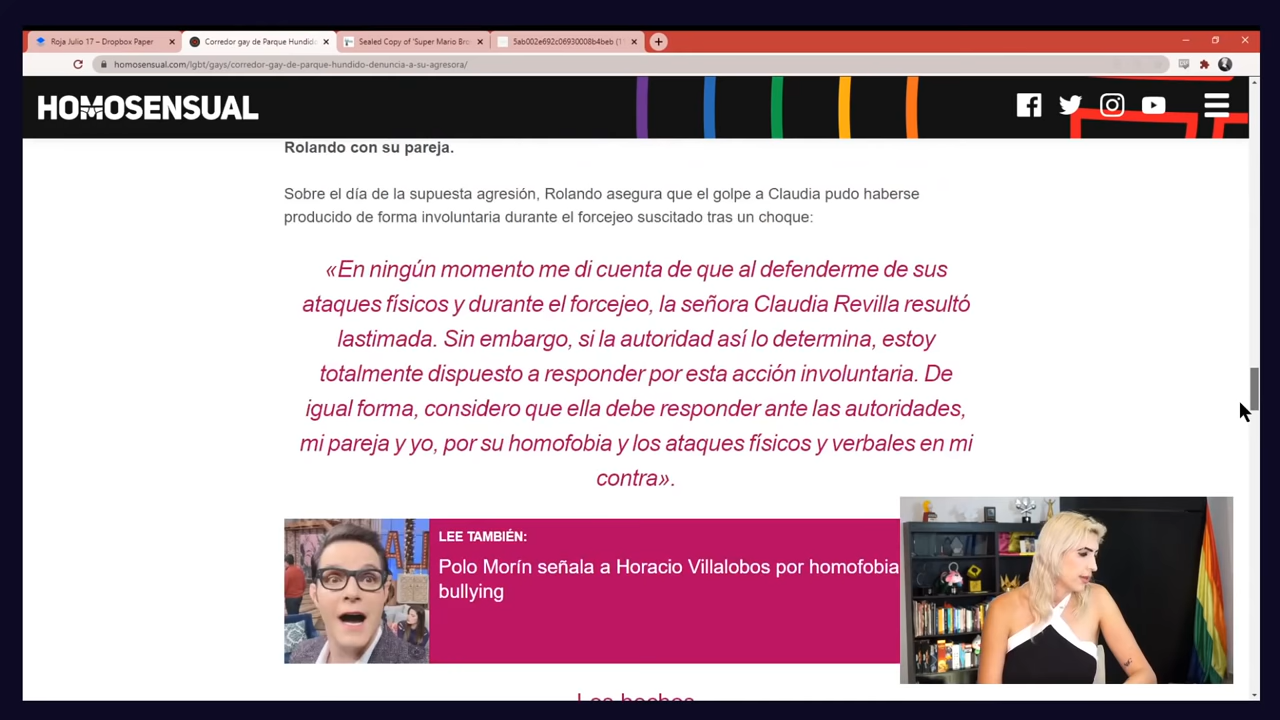 Roja Julio 17 – Dropbox Paper
Corredor gay de Parque Hundido
Sealed Copy of 'Super Mario Bro
5ab002e692c06930008b4beb (1
homosensual.com/lgbt/gays/corredor-gay-de-parque-hundido-denuncia-a-su-agresora/
HOMOSENSUAL
Rolando con su pareja.
Sobre el día de la supuesta agresión, Rolando asegura que el golpe a Claudia pudo haberse
producido de forma involuntaria durante el forcejeo suscitado tras un choque:
«En ningún momento me di cuenta de que al defenderme de sus
ataques físicos y durante el forcejeo, la señora Claudia Revilla resultó
lastimada. Sin embargo, si la autoridad así lo determina, estoy
totalmente dispuesto a responder por esta acción involuntaria. De
igual forma, considero que ella debe responder ante las autoridades,
mi pareja y yo, por su homofobia y los ataques físicos y verbales en mi
contra».
LEE TAMBIÉN:
Polo Morín señala a Horacio Villalobos por homofobia
bullying
Los hechos